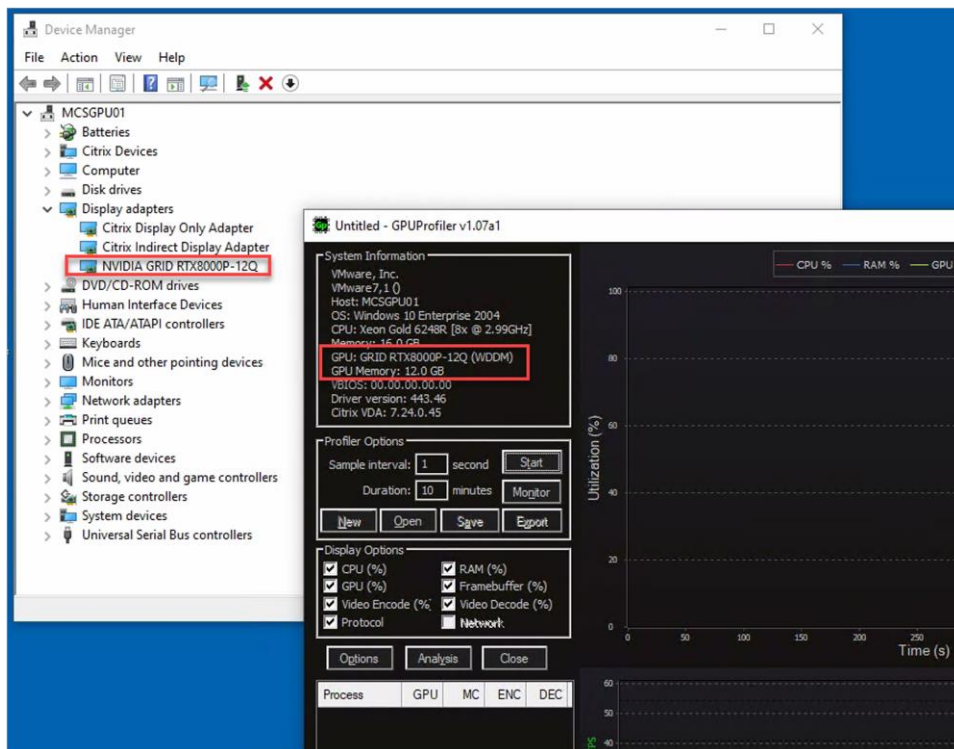 Device Manager
File Action View Help
MCSGPU01
Batteries
Citrix Devices
Computer
Disk drives
Display adapters
Citrix Display Only Adapter
Citrix Indirect Display Adapter
NVIDIA GRID RTX8000P-12Q
DVD/CD-ROM drives
Human Interface Devices
IDE ATA/ATAPI controllers
Keyboards
Mice and other pointing devices
Monitors
Network adapters
Print queues
Processors
Software devices
Sound, video and game controllers
Storage controllers
System devices
Universal Serial Bus controllers
Untitled - GPUProfiler v1.07a1
System Information
VMware, Inc.
VMware7,1 ()
Host: MCSGPU01
OS: Windows 10 Enterprise 2004
CPU: Xeon Gold 6248R [8x @ 2.99GHz]
Memory: 16.0 GB
GPU: GRID RTX8000P-12Q (WDDM)
GPU Memory: 12.0 GB
VBIOS: 00.00.00.00.00
Driver version: 443.46
Citrix VDA: 7.24.0.45
Profiler Options
Sample interval: 1 second Start
Duration: 10 minutes Monitor
New Open Save Export
Display Options
CPU (%) RAM (%)
GPU (%) Framebuffer (%)
Video Encode (% Video Decode (%)
Protocol Network
Options Analysis Close
Process GPU MC ENC DEC
CPU % RAM % GPU
100
80
60
40
20
0
Utilization (%)
0 50 100 150 200 250
Time (s)
60
50
40
PS